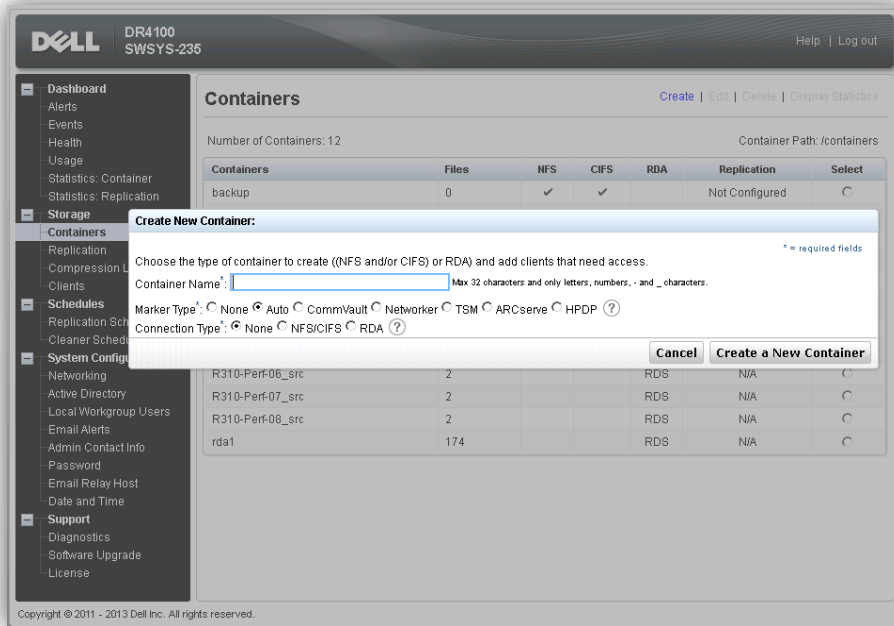 DELL
DR4100
SWSYS-235
Help | Log out
Dashboard
Alerts
Events
Health
Usage
Statistics: Container
Statistics: Replication
Storage
Containers
Replication
Compression L
Clients
Schedules
Replication Sch
Cleaner Schedu
System Configu
Networking
Active Directory
Local Workgroup Users
Email Alerts
Admin Contact Info
Password
Email Relay Host
Date and Time
Support
Diagnostics
Software Upgrade
License
Containers
Create | Edit | Delete | Display Statistics
Number of Containers: 12 Container Path: /containers
Containers Files NFS CIFS RDA Replication Select
backup 0 ✔ ✔ Not Configured
Create New Container:
* = required fields
Choose the type of container to create ((NFS and/or CIFS) or RDA) and add clients that need access.
Container Name*: Max 32 characters and only letters, numbers, - and _ characters.
Marker Type*: None Auto CommVault Networker TSM ARCserve HPDP ?
Connection Type*: None NFS/CIFS RDA ?
Cancel Create a New Container
R310-Perf-06_src 2 RDS N/A
R310-Perf-07_src 2 RDS N/A
R310-Perf-08_src 2 RDS N/A
rda1 174 RDS N/A
Copyright © 2011 - 2013 Dell Inc. All rights reserved.